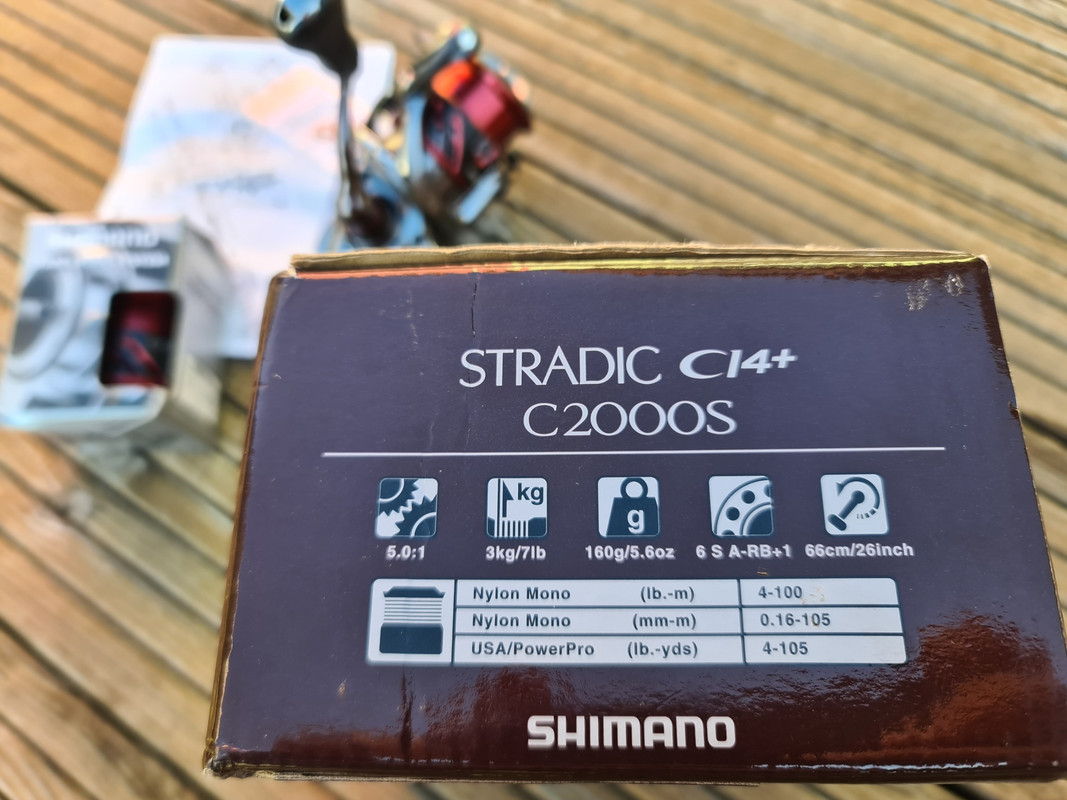 STRADIC CI4+
C2000S
5.0:1
kg
3kg/7lb
g
160g/5.6oz
6 S A-RB+1
66cm/26inch
Nylon Mono (lb.-m) 4-100
Nylon Mono (mm-m) 0.16-105
USA/PowerPro (lb.-yds) 4-105
SHIMANO